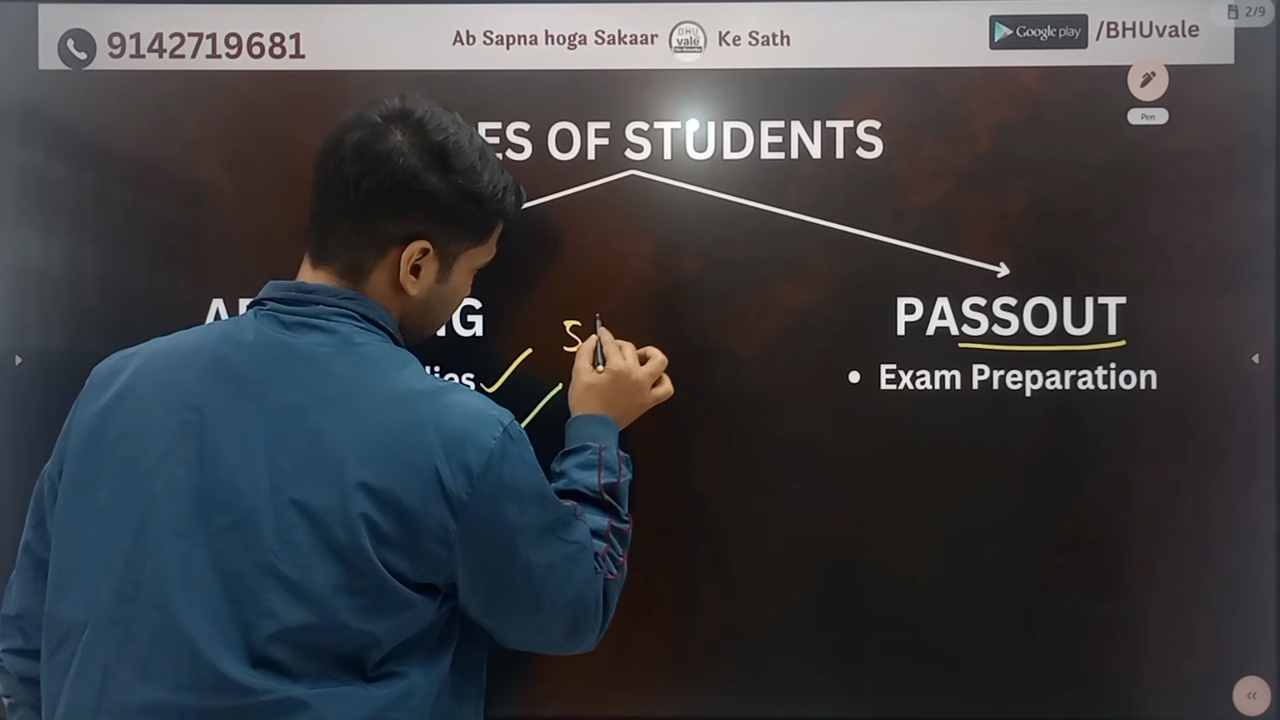 2/9
9142719681
Ab Sapna hoga Sakaar BHU vale Ke Sath
Google play /BHUvale
Pen
OF STUDENTS
PASSOUT
• Exam Preparation